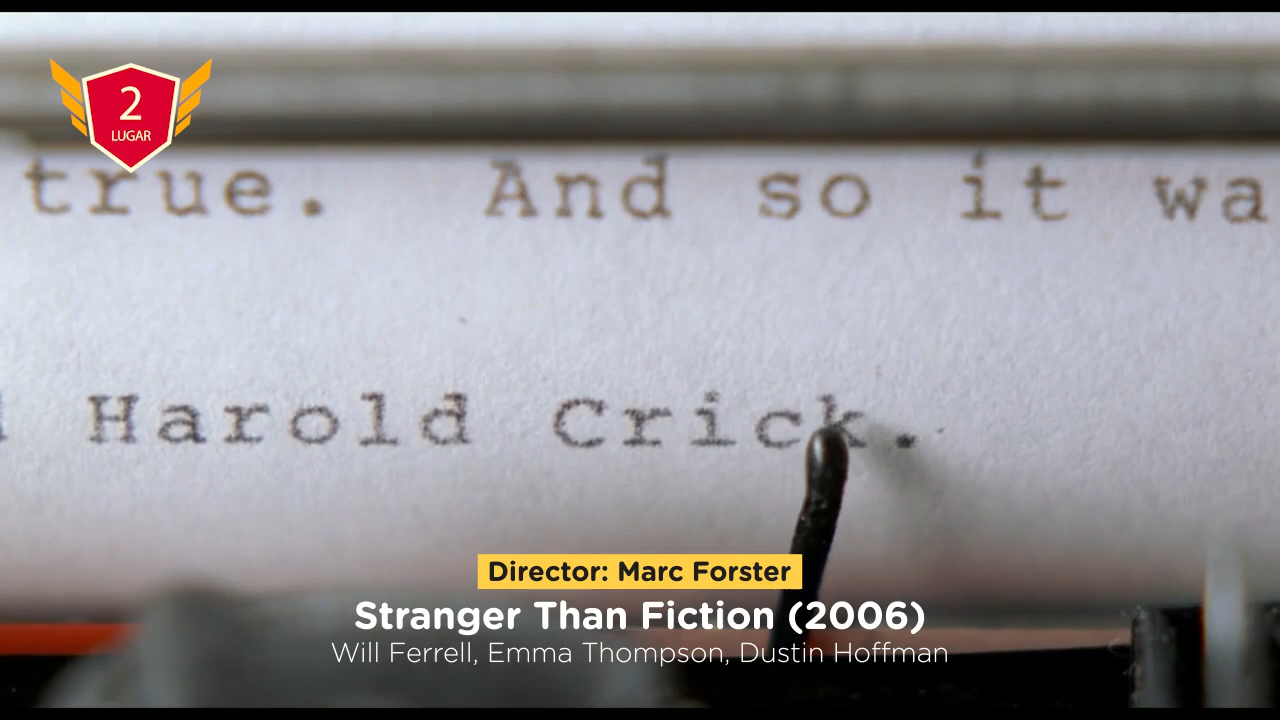 2
LUGAR
true. And so it wa
Harold Crick.
Director: Marc Forster
Stranger Than Fiction (2006)
Will Ferrell, Emma Thompson, Dustin Hoffman